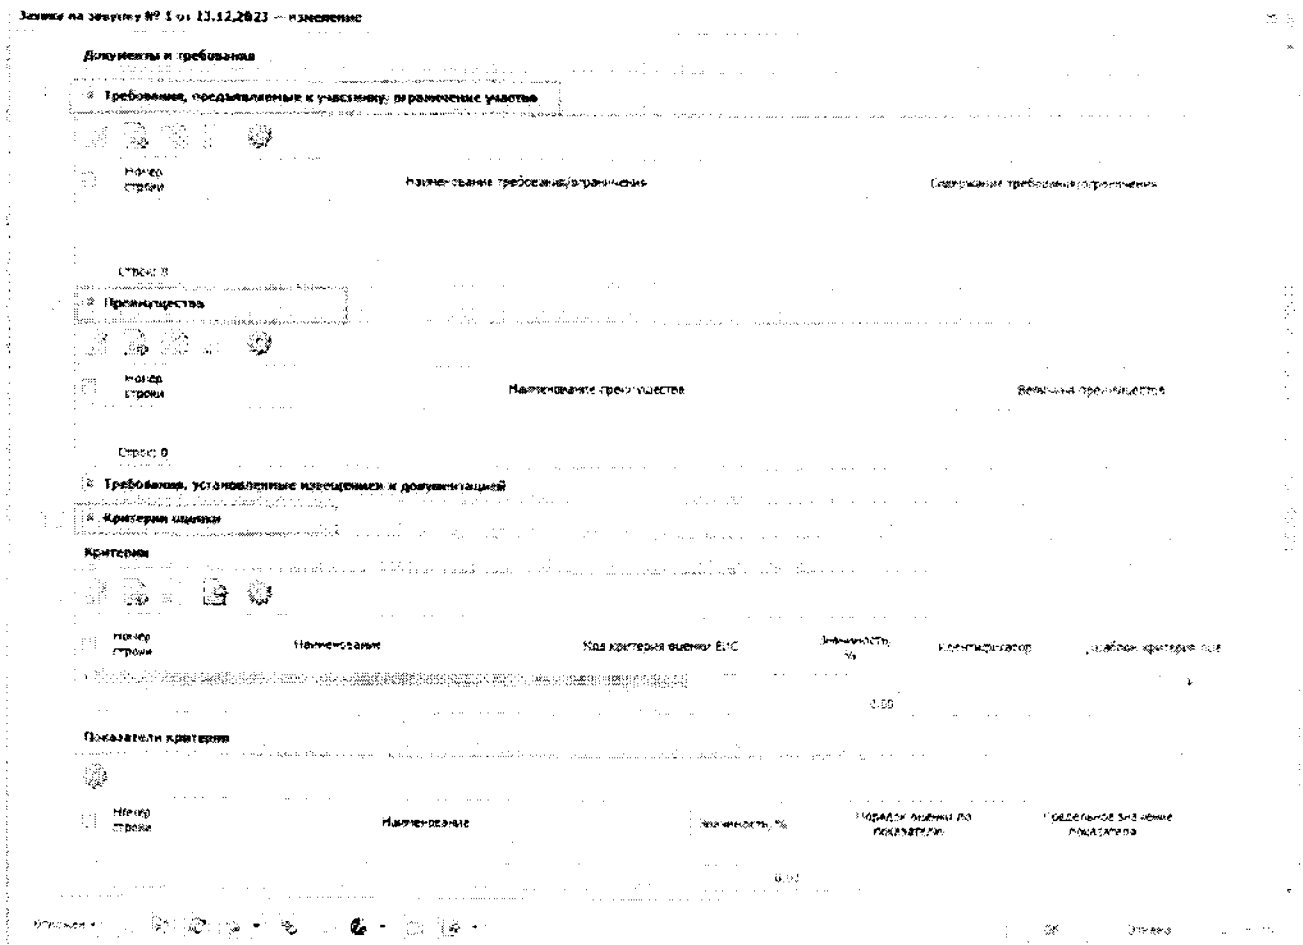 Заявка на закупку № 1 от 13.12.2023 — изменение
Документы и требования
Требования, предъявляемые к участнику, ограничение участия
Номер строки
Наименование требования/ограничения
Содержание требования/ограничения
Строк: 0
Преимущества
Номер строки
Наименование преимущества
Величина преимущества
Строк: 0
Требования, установленные извещением и документацией
Критерии оценки
Критерии
Номер строки
Наименование
Код критерия оценки ЕИС
Значимость, %
Идентификатор
Шаблон критерия
0.00
Показатели критерия
Номер строки
Наименование
Значимость, %
Порядок оценки по показателю
Предельное значение показателя
0.00
ОК
Отмена